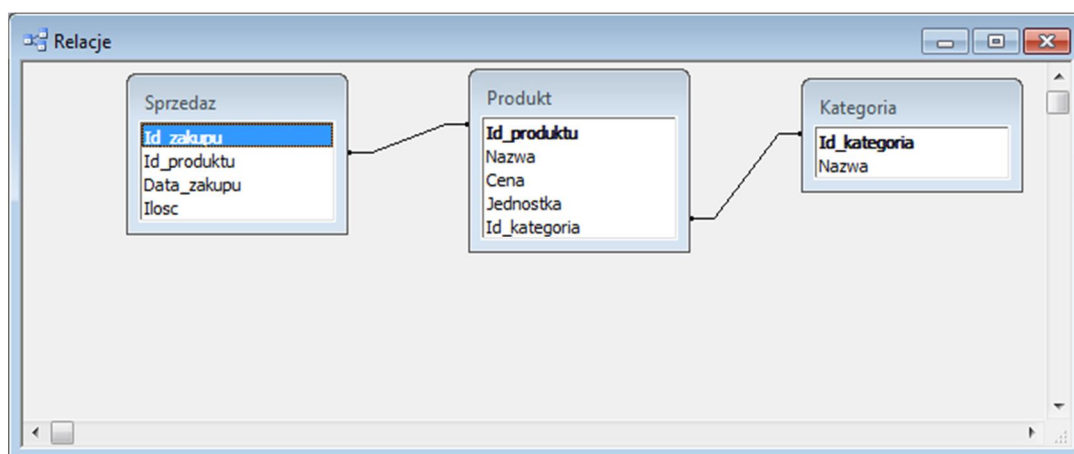 Relacje
Sprzedaz
Id_zakupu
Id_produktu
Data_zakupu
Ilosc
Produkt
Id_produktu
Nazwa
Cena
Jednostka
Id_kategoria
Kategoria
Id_kategoria
Nazwa